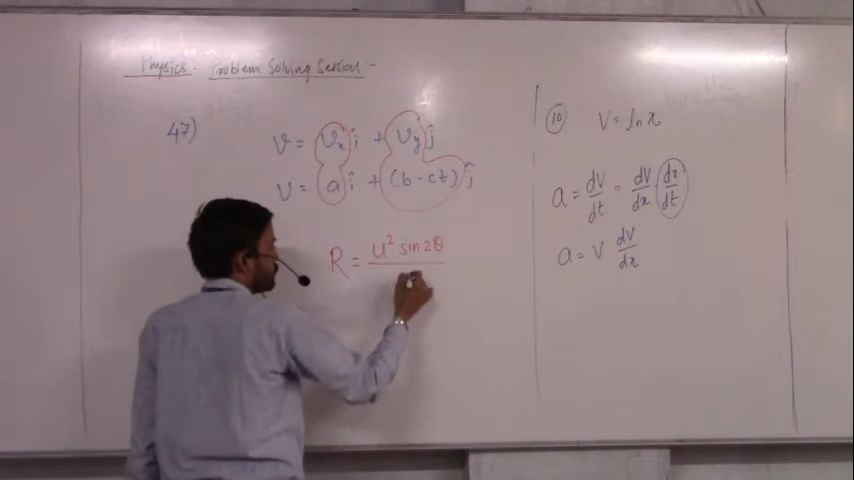 Physics. Problem Solving Session -
47)
v = vₓ î + v_y ĵ
v = a î + (b - ct) ĵ
R = u² sin 2θ
⑩ V = ln x
a = dv/dt = dv/dx dx/dt
a = v dv/dx